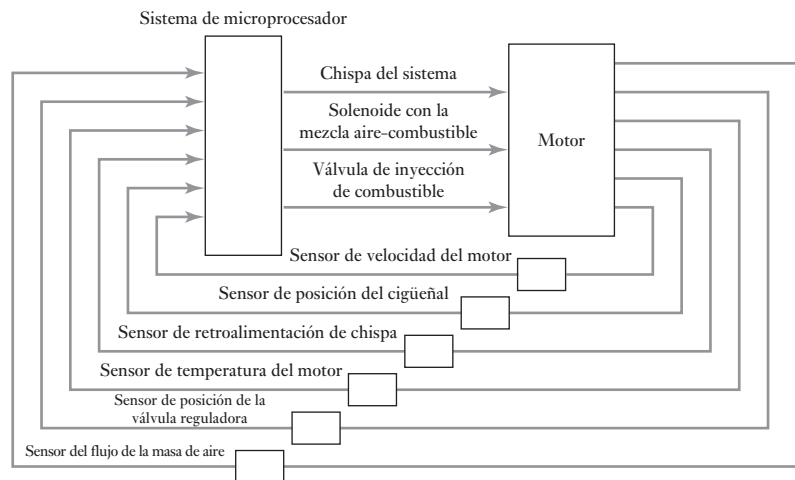 Sistema de microprocesador
Chispa del sistema
Solenoide con la
mezcla aire-combustible
Válvula de inyección
de combustible
Motor
Sensor de velocidad del motor
Sensor de posición del cigüeñal
Sensor de retroalimentación de chispa
Sensor de temperatura del motor
Sensor de posición de la
válvula reguladora
Sensor del flujo de la masa de aire